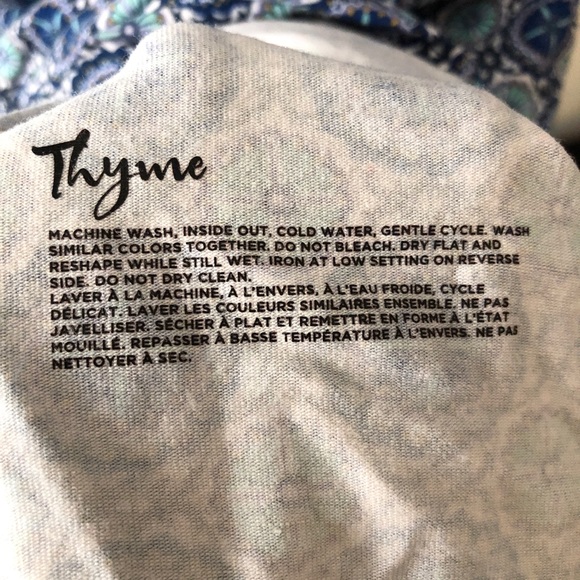 Thyme
MACHINE WASH, INSIDE OUT, COLD WATER, GENTLE CYCLE. WASH
SIMILAR COLORS TOGETHER. DO NOT BLEACH. DRY FLAT AND
RESHAPE WHILE STILL WET. IRON AT LOW SETTING ON REVERSE
SIDE. DO NOT DRY CLEAN.
LAVER À LA MACHINE, À L'ENVERS, À L'EAU FROIDE, CYCLE
DÉLICAT. LAVER LES COULEURS SIMILAIRES ENSEMBLE. NE PAS
JAVELLISER. SÉCHER À PLAT ET REMETTRE EN FORME À L'ÉTAT
MOUILLÉ. REPASSER À BASSE TEMPÉRATURE À L'ENVERS. NE PAS
NETTOYER À SEC.